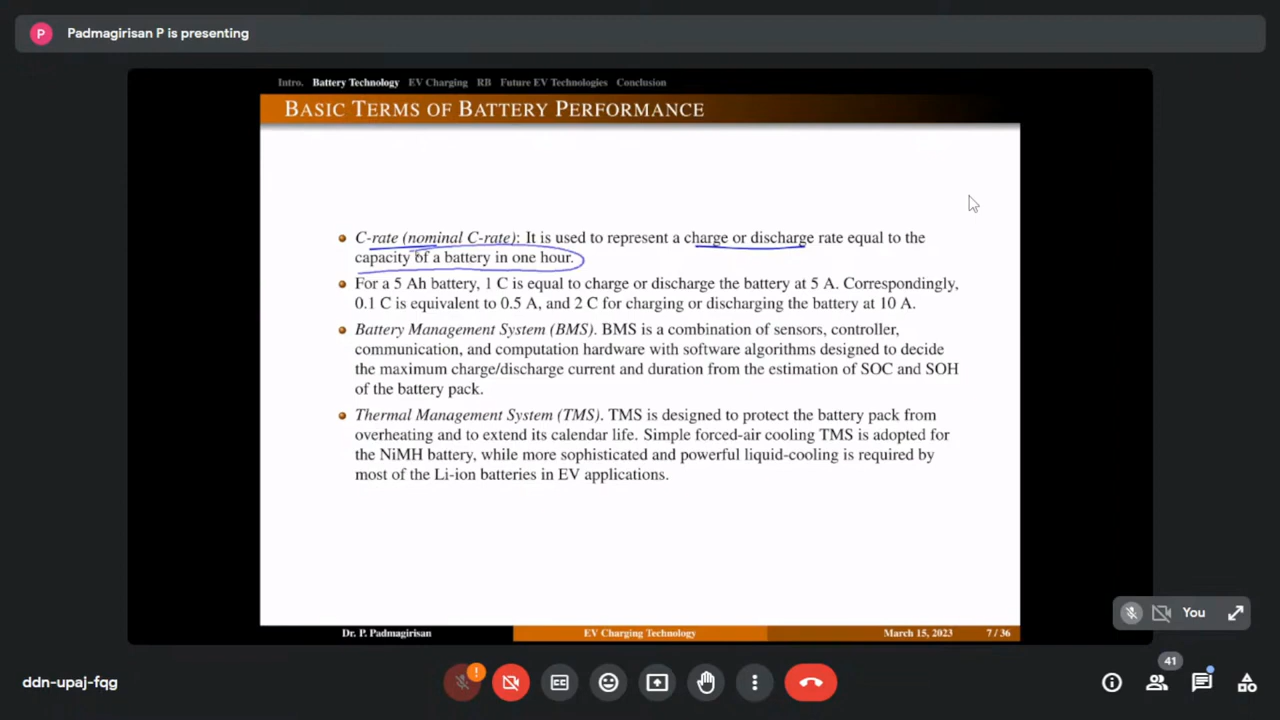 P
Padmagirisan P is presenting
Intro. Battery Technology EV Charging RB Future EV Technologies Conclusion
BASIC TERMS OF BATTERY PERFORMANCE
C-rate (nominal C-rate): It is used to represent a charge or discharge rate equal to the
capacity of a battery in one hour.
For a 5 Ah battery, 1 C is equal to charge or discharge the battery at 5 A. Correspondingly,
0.1 C is equivalent to 0.5 A, and 2 C for charging or discharging the battery at 10 A.
Battery Management System (BMS). BMS is a combination of sensors, controller,
communication, and computation hardware with software algorithms designed to decide
the maximum charge/discharge current and duration from the estimation of SOC and SOH
of the battery pack.
Thermal Management System (TMS). TMS is designed to protect the battery pack from
overheating and to extend its calendar life. Simple forced-air cooling TMS is adopted for
the NiMH battery, while more sophisticated and powerful liquid-cooling is required by
most of the Li-ion batteries in EV applications.
You
Dr. P. Padmagirisan EV Charging Technology March 15, 2023 7 / 36
41
ddn-upaj-fqg
! CC